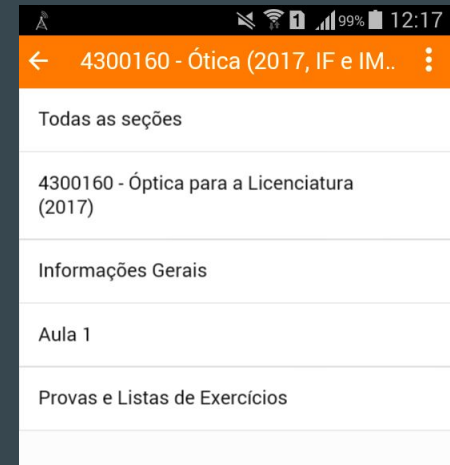 1 99% 12:17
4300160 - Ótica (2017, IF e IM..
Todas as seções
4300160 - Óptica para a Licenciatura
(2017)
Informações Gerais
Aula 1
Provas e Listas de Exercícios